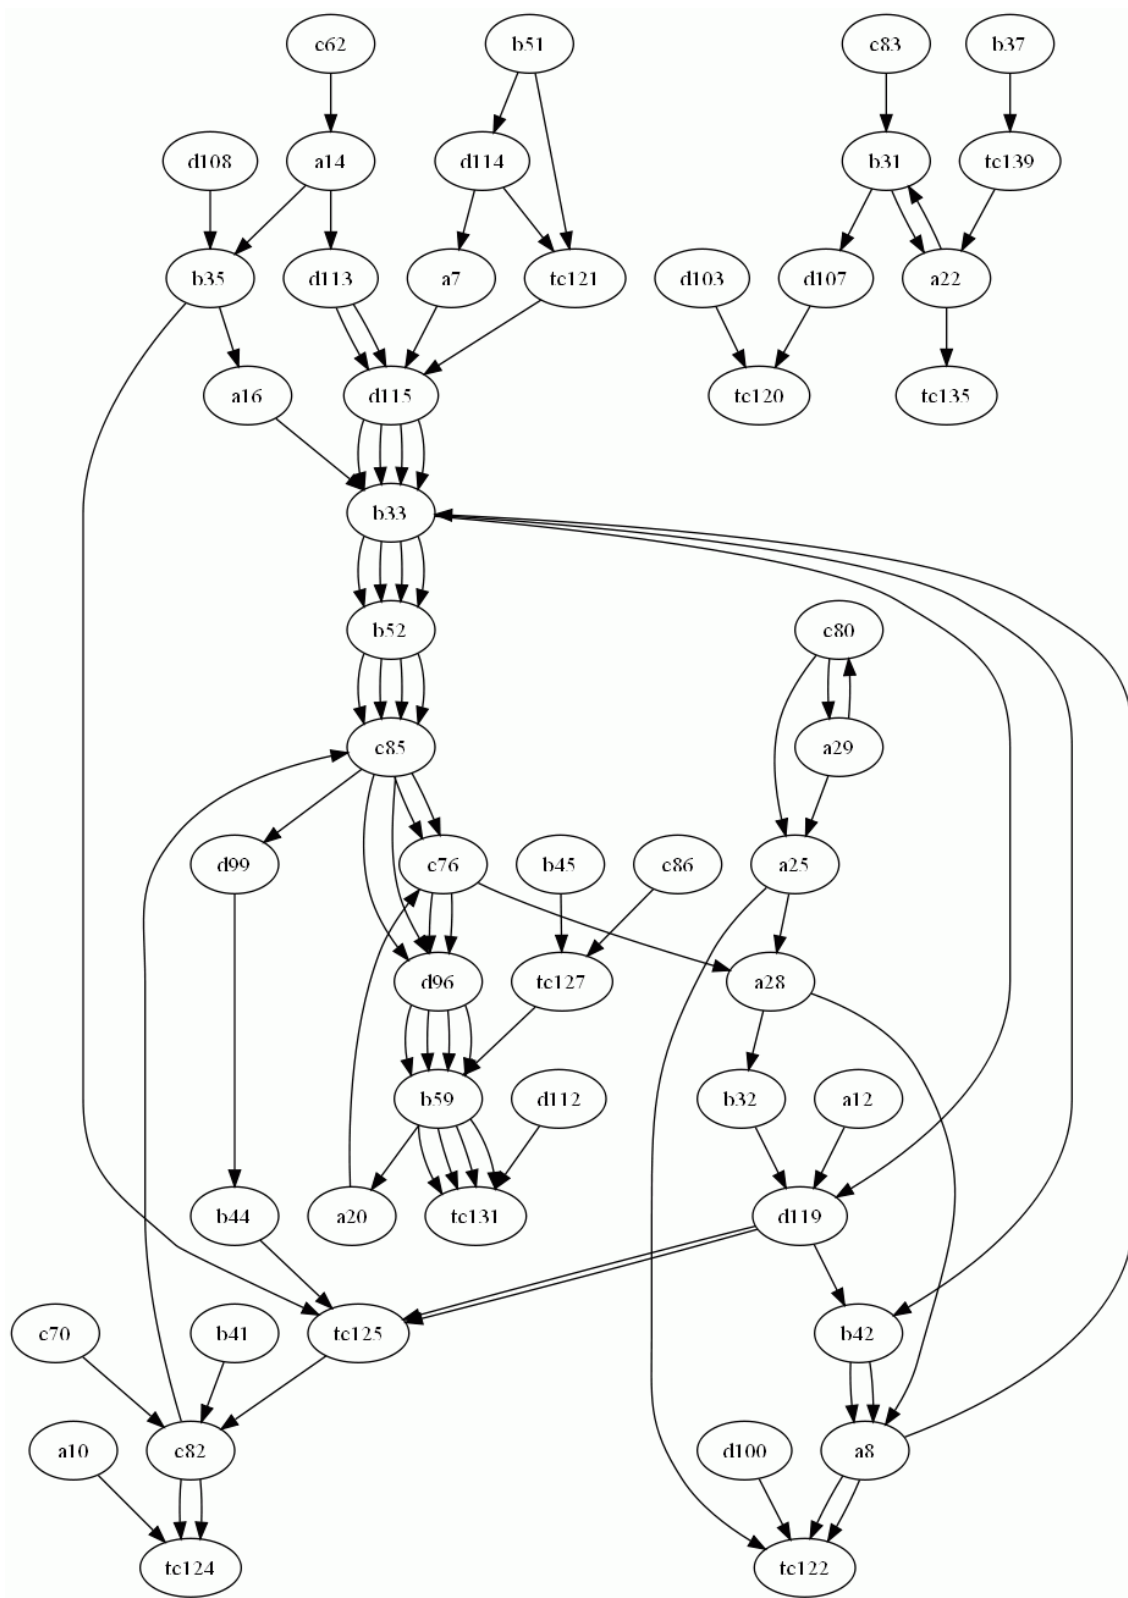 c62 b51 c83 b37
d108 a14 d114 b31 tc139
b35 d113 a7 tc121 d103 d107 a22
a16 d115 tc120 tc135
b33
b52 c80
c85 a29
d99 c76 b45 c86 a25
d96 tc127 a28
b59 d112 b32 a12
b44 a20 tc131 d119
c70 b41 tc125 b42
a10 c82 d100 a8
tc124 tc122